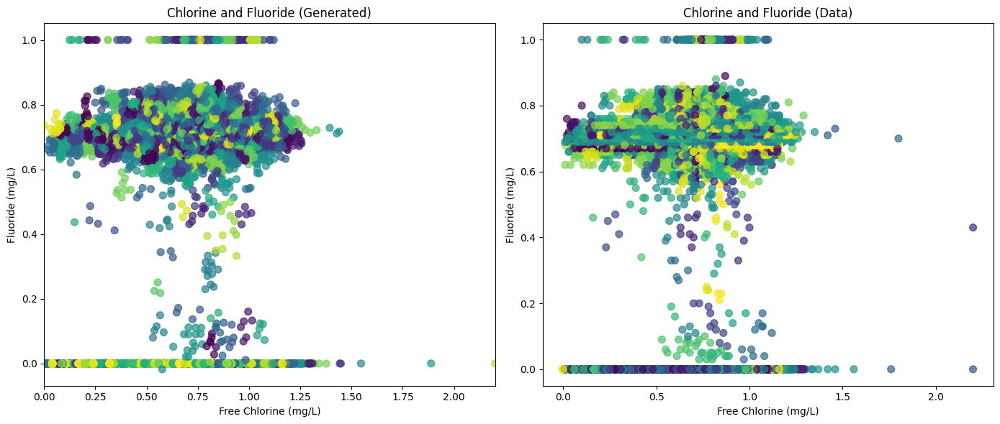 Chlorine and Fluoride (Generated)
Fluoride (mg/L)
1.0
0.8
0.6
0.4
0.2
0.0
0.00 0.25 0.50 0.75 1.00 1.25 1.50 1.75 2.00
Free Chlorine (mg/L)
Chlorine and Fluoride (Data)
Fluoride (mg/L)
1.0
0.8
0.6
0.4
0.2
0.0
0.0 0.5 1.0 1.5 2.0
Free Chlorine (mg/L)